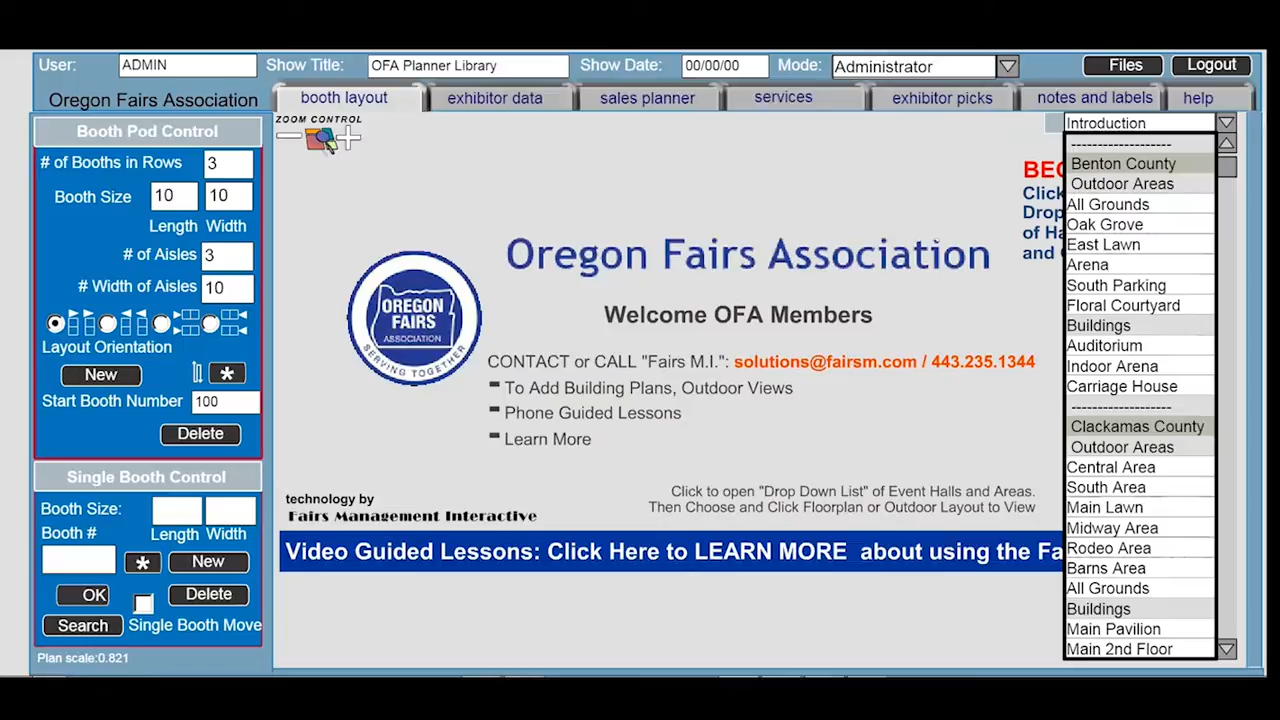 User: ADMIN Show Title: OFA Planner Library Show Date: 00/00/00 Mode: Administrator Files Logout
Oregon Fairs Association
booth layout exhibitor data sales planner services exhibitor picks notes and labels help
Booth Pod Control
# of Booths in Rows 3
Booth Size 10 10
Length Width
# of Aisles 3
# Width of Aisles 10
Layout Orientation
New *
Start Booth Number 100
Delete
Single Booth Control
Booth Size:
Length Width
Booth #
* New
OK Delete
Search Single Booth Move
Plan scale:0.821
ZOOM CONTROL
OREGON
FAIRS
ASSOCIATION
SERVING TOGETHER
Oregon Fairs Association
Welcome OFA Members
CONTACT or CALL "Fairs M.I.": solutions@fairsm.com / 443.235.1344
To Add Building Plans, Outdoor Views
Phone Guided Lessons
Learn More
technology by
Fairs Management Interactive
Click to open "Drop Down List" of Event Halls and Areas.
Then Choose and Click Floorplan or Outdoor Layout to View
Video Guided Lessons: Click Here to LEARN MORE about using the Fa
BEG
Click
Drop
of Ha
and
Introduction
-------------------
Benton County
Outdoor Areas
All Grounds
Oak Grove
East Lawn
Arena
South Parking
Floral Courtyard
Buildings
Auditorium
Indoor Arena
Carriage House
-------------------
Clackamas County
Outdoor Areas
Central Area
South Area
Main Lawn
Midway Area
Rodeo Area
Barns Area
All Grounds
Buildings
Main Pavilion
Main 2nd Floor